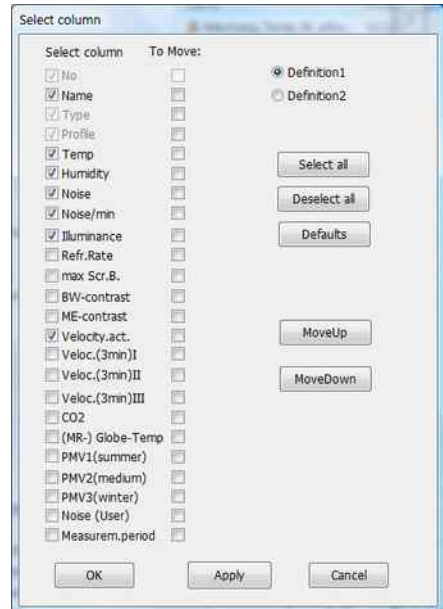 Select column
Select column To Move:
No
Definition1
Name
Definition2
Type
Profile
Temp
Select all
Humidity
Noise
Deselect all
Noise/min
Illuminance
Defaults
Refr.Rate
max Scr.B.
BW-contrast
ME-contrast
Velocity.act.
MoveUp
Veloc.(3min)I
Veloc.(3min)II
MoveDown
Veloc.(3min)III
CO2
(MR-) Globe-Temp
PMV1(summer)
PMV2(medium)
PMV3(winter)
Noise (User)
Measurem.period
OK Apply Cancel